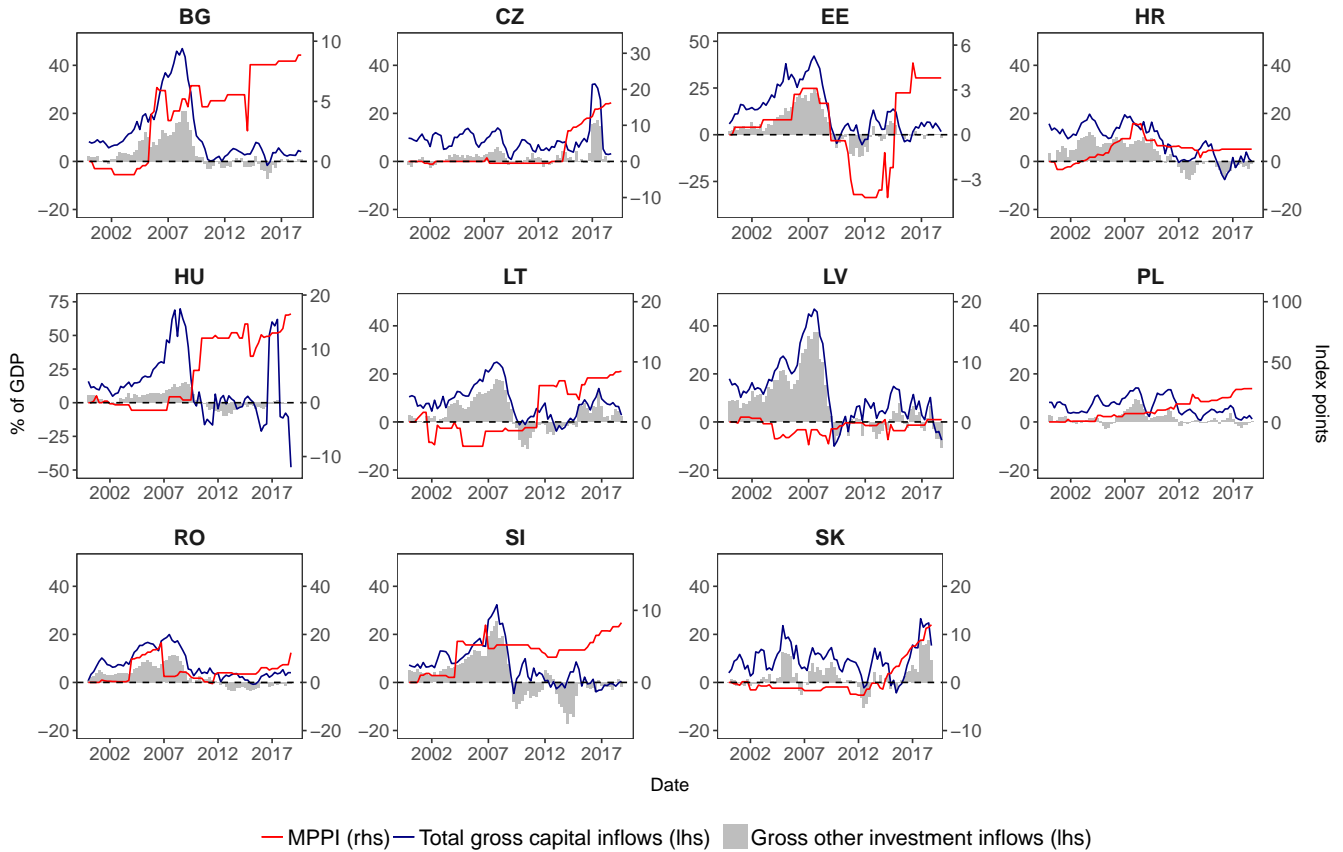 BG CZ EE HR
40 10 40 30 50 6 40 40
20 5 20 20 25 3 20 20
0 0 0 10 0 0 0 0
−20 −20 0 −25 −3 −20 −20
−10
2002 2007 2012 2017 2002 2007 2012 2017 2002 2007 2012 2017 2002 2007 2012 2017
HU LT LV PL
75 20 40 20 40 20 40 100
50 10 20 10 20 10 20 50
25 0 0 0 0 0 0 0
0 −10 −20 −20 −20
−25
−50
2002 2007 2012 2017 2002 2007 2012 2017 2002 2007 2012 2017 2002 2007 2012 2017
% of GDP
Index points
RO SI SK
40 40 40 10 40 20
20 20 20 0 20 10
0 0 0 0 0
−20 −20 −20 −20 −10
2002 2007 2012 2017 2002 2007 2012 2017 2002 2007 2012 2017
Date
MPPI (rhs) Total gross capital inflows (lhs) Gross other investment inflows (lhs)